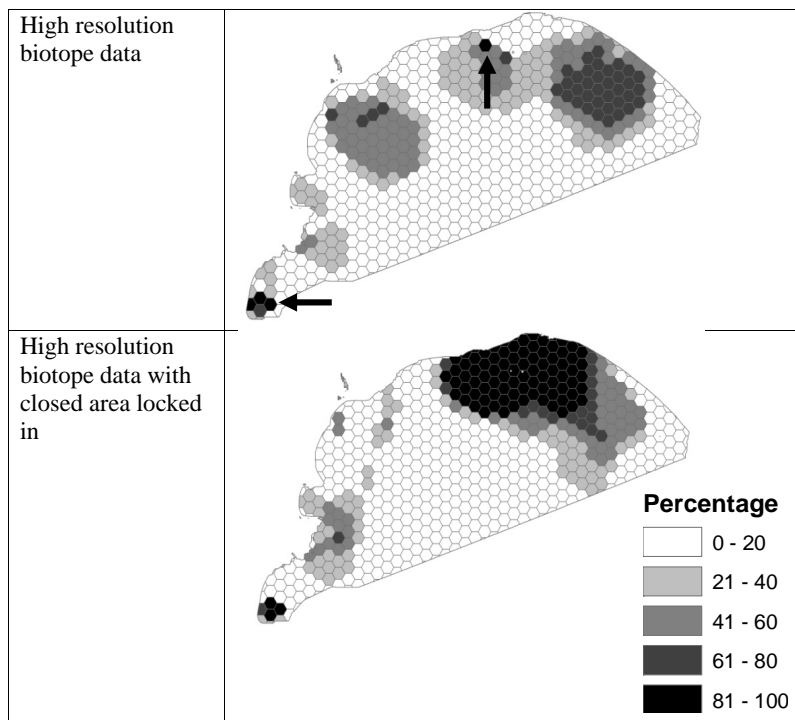 High resolution
biotope data
High resolution
biotope data with
closed area locked
in
Percentage
0 - 20
21 - 40
41 - 60
61 - 80
81 - 100